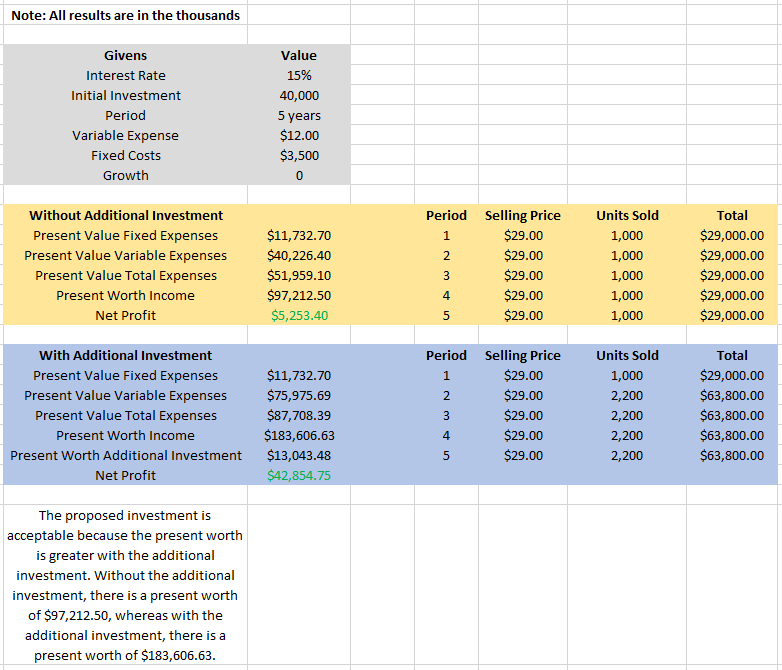 Note: All results are in the thousands
Givens Value
Interest Rate 15%
Initial Investment 40,000
Period 5 years
Variable Expense $12.00
Fixed Costs $3,500
Growth 0
Without Additional Investment Period Selling Price Units Sold Total
Present Value Fixed Expenses $11,732.70 1 $29.00 1,000 $29,000.00
Present Value Variable Expenses $40,226.40 2 $29.00 1,000 $29,000.00
Present Value Total Expenses $51,959.10 3 $29.00 1,000 $29,000.00
Present Worth Income $97,212.50 4 $29.00 1,000 $29,000.00
Net Profit $5,253.40 5 $29.00 1,000 $29,000.00
With Additional Investment Period Selling Price Units Sold Total
Present Value Fixed Expenses $11,732.70 1 $29.00 1,000 $29,000.00
Present Value Variable Expenses $75,975.69 2 $29.00 2,200 $63,800.00
Present Value Total Expenses $87,708.39 3 $29.00 2,200 $63,800.00
Present Worth Income $183,606.63 4 $29.00 2,200 $63,800.00
Present Worth Additional Investment $13,043.48 5 $29.00 2,200 $63,800.00
Net Profit $42,854.75
The proposed investment is
acceptable because the present worth
is greater with the additional
investment. Without the additional
investment, there is a present worth
of $97,212.50, whereas with the
additional investment, there is a
present worth of $183,606.63.